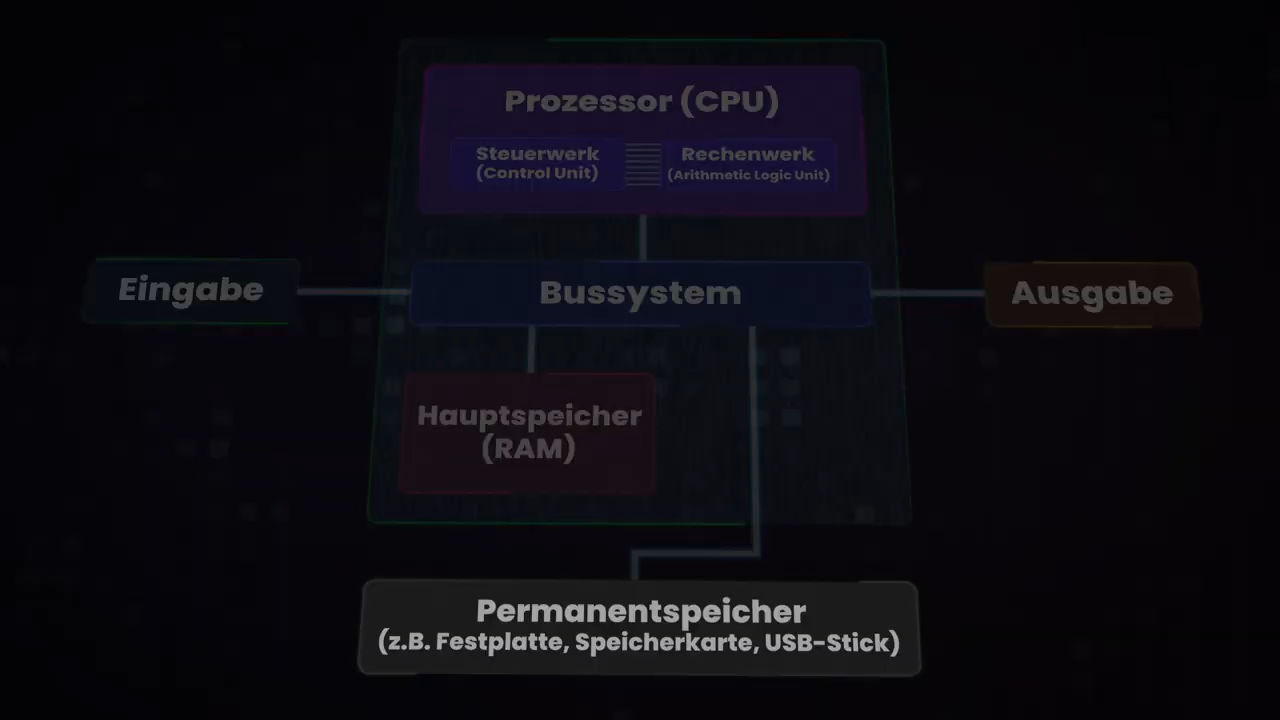 Prozessor (CPU)
Steuerwerk
(Control Unit)
Rechenwerk
(Arithmetic Logic Unit)
Eingabe
Bussystem
Ausgabe
Hauptspeicher
(RAM)
Permanentspeicher
(z.B. Festplatte, Speicherkarte, USB-Stick)